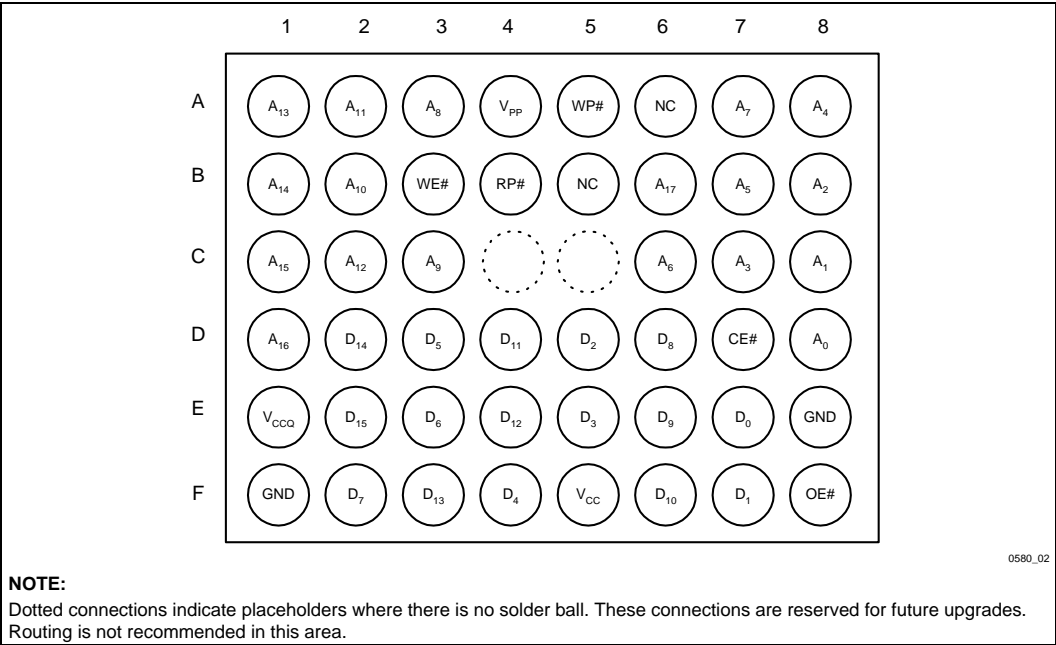 1 2 3 4 5 6 7 8
A A13 A11 A8 VPP WP# NC A7 A4
B A14 A10 WE# RP# NC A17 A5 A2
C A15 A12 A9 A6 A3 A1
D A16 D14 D5 D11 D2 D8 CE# A0
E VCCQ D15 D6 D12 D3 D9 D0 GND
F GND D7 D13 D4 VCC D10 D1 OE#
0580_02
NOTE:
Dotted connections indicate placeholders where there is no solder ball. These connections are reserved for future upgrades.
Routing is not recommended in this area.